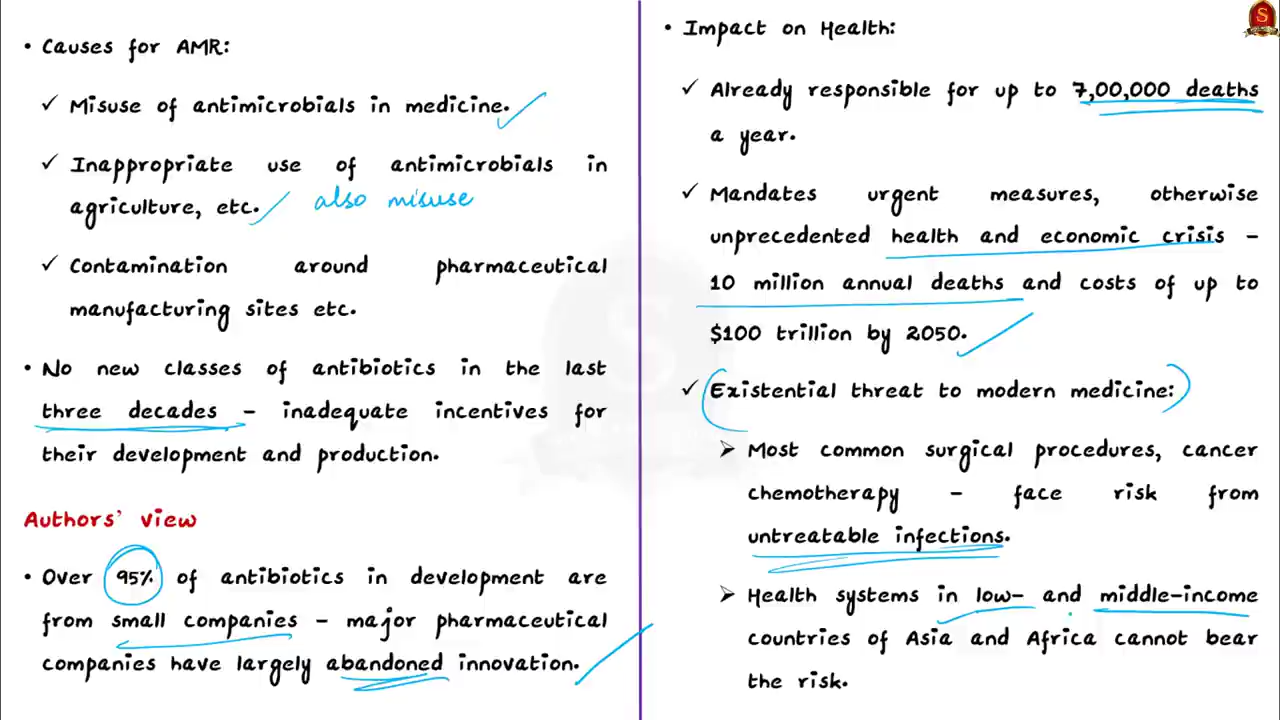 • Causes for AMR:
✓ Misuse of antimicrobials in medicine.
✓ Inappropriate use of antimicrobials in
agriculture, etc. also misuse
✓ Contamination around pharmaceutical
manufacturing sites etc.
• No new classes of antibiotics in the last
three decades – inadequate incentives for
their development and production.
Authors' view
• Over 95% of antibiotics in development are
from small companies – major pharmaceutical
companies have largely abandoned innovation.
• Impact on Health:
✓ Already responsible for up to 7,00,000 deaths
a year.
✓ Mandates urgent measures, otherwise
unprecedented health and economic crisis –
10 million annual deaths and costs of up to
$100 trillion by 2050.
✓ Existential threat to modern medicine:
➢ Most common surgical procedures, cancer
chemotherapy – face risk from
untreatable infections.
➢ Health systems in low- and middle-income
countries of Asia and Africa cannot bear
the risk.
S